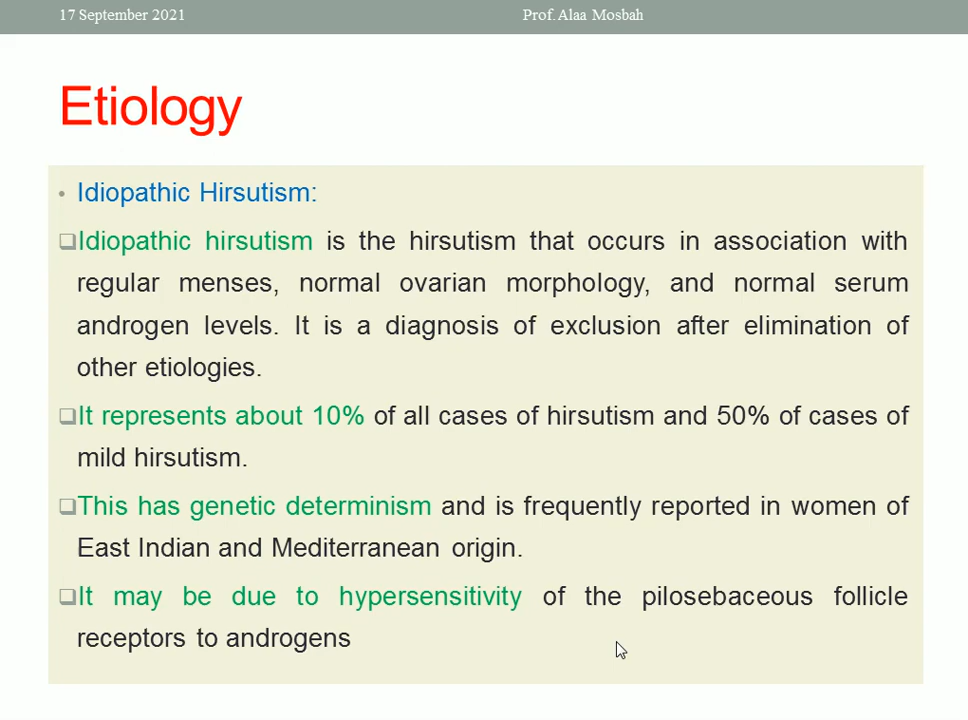 17 September 2021
Prof. Alaa Mosbah
Etiology
• Idiopathic Hirsutism:
❑Idiopathic hirsutism is the hirsutism that occurs in association with
regular menses, normal ovarian morphology, and normal serum
androgen levels. It is a diagnosis of exclusion after elimination of
other etiologies.
❑It represents about 10% of all cases of hirsutism and 50% of cases of
mild hirsutism.
❑This has genetic determinism and is frequently reported in women of
East Indian and Mediterranean origin.
❑It may be due to hypersensitivity of the pilosebaceous follicle
receptors to androgens